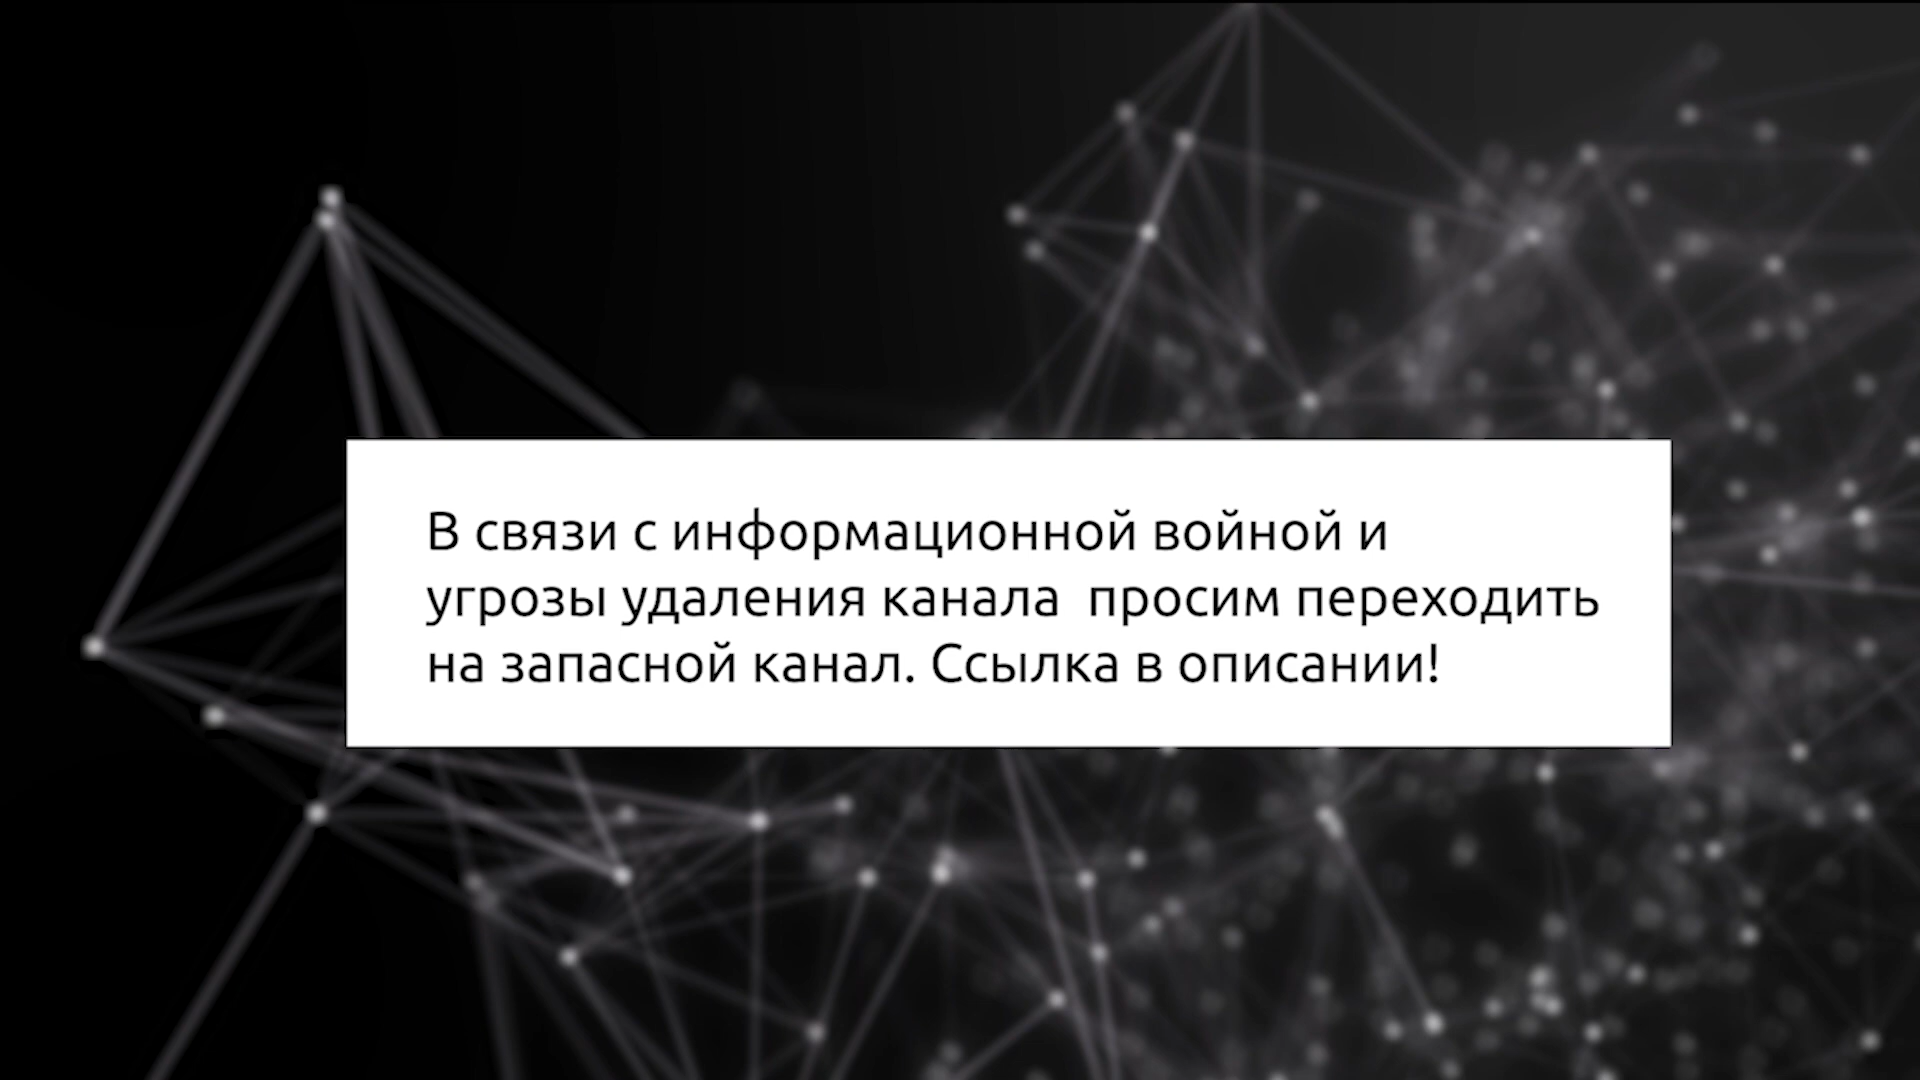 В связи с информационной войной и
угрозы удаления канала  просим переходить
на запасной канал. Ссылка в описании!